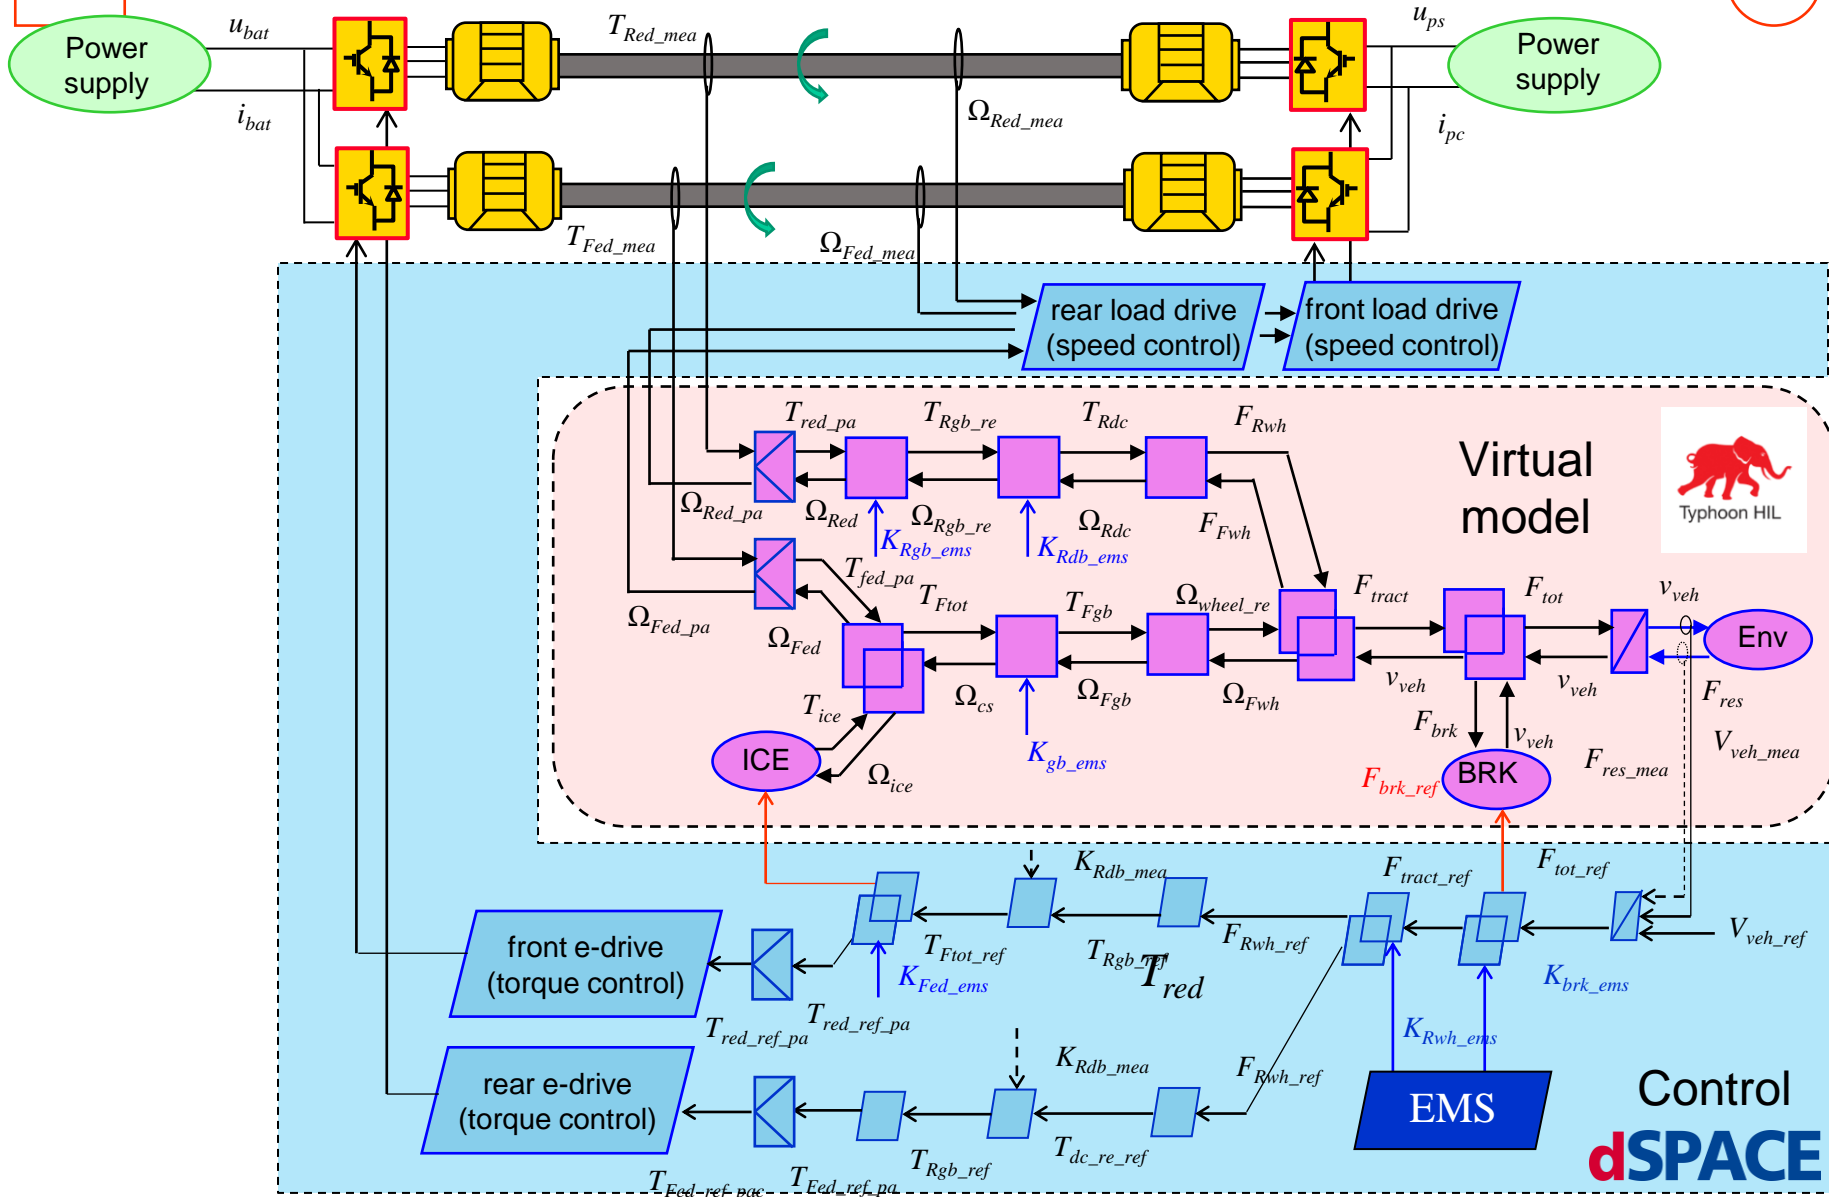 Power
supply
u_bat
i_bat
T_Red_mea
Ω_Red_mea
u_ps
i_pc
Power
supply
T_Fed_mea
Ω_Fed_mea
rear load drive
(speed control)
front load drive
(speed control)
T_red_pa
T_Rgb_re
T_Rdc
F_Rwh
Virtual
model
Typhoon HIL
Ω_Red_pa
Ω_Red
Ω_Rgb_re
Ω_Rdc
F_Fwh
K_Rgb_ems
K_Rdb_ems
T_fed_pa
T_Ftot
T_Fgb
Ω_wheel_re
F_tract
F_tot
v_veh
Env
Ω_Fed_pa
Ω_Fed
Ω_cs
Ω_Fgb
Ω_Fwh
v_veh
v_veh
F_res
T_ice
ICE
Ω_ice
K_gb_ems
F_brk
v_veh
F_brk_ref
BRK
F_res_mea
V_veh_mea
K_Rdb_mea
F_tract_ref
F_tot_ref
front e-drive
(torque control)
T_Ftot_ref
T_Rgb_ref
T_red
F_Rwh_ref
V_veh_ref
K_Fed_ems
K_brk_ems
T_red_ref_pa
T_red_ref_pa
K_Rwh_ems
rear e-drive
(torque control)
K_Rdb_mea
F_Rwh_ref
EMS
Control
dSPACE
T_Fed_ref_pac
T_Fed_ref_pa
T_Rgb_ref
T_dc_re_ref